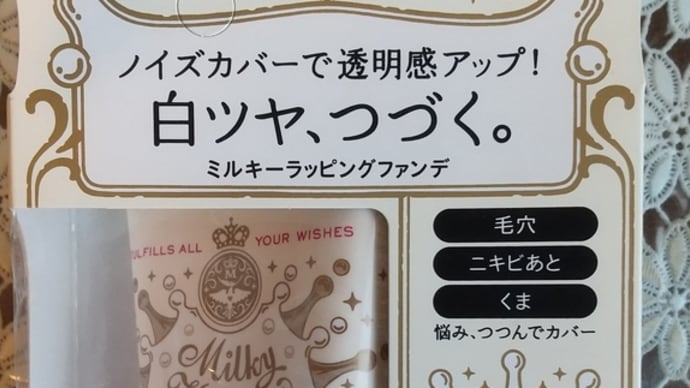 ノイズカバーで透明感アップ!
白ツヤ、つづく。
ミルキーラッピングファンデ
FULFILLS ALL YOUR WISHES
M
Milky
毛穴
ニキビあと
くま
悩み、つつんでカバー